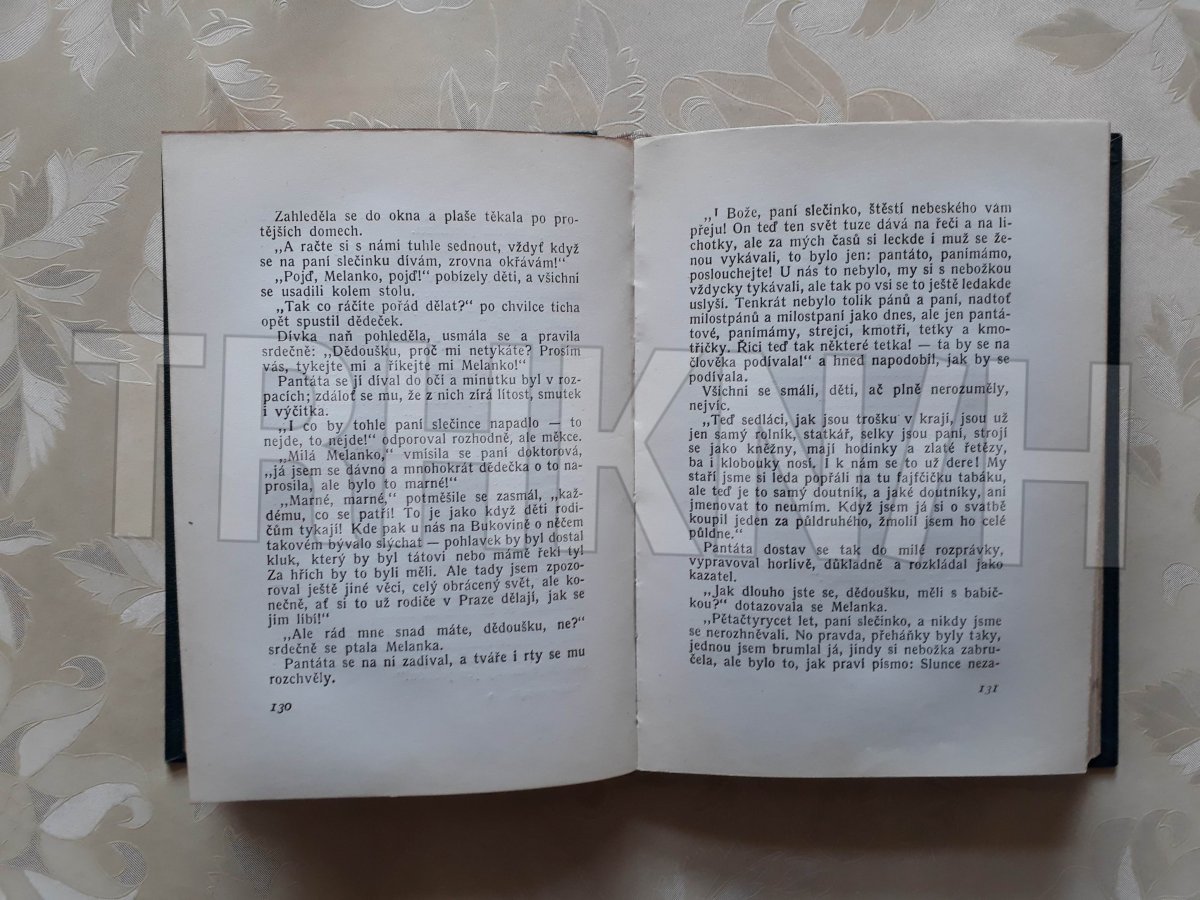 Zahleděla se do okna a plaše těkala po pro-
tějších domech.
„A račte si s námi tuhle sednout, vždyť když
se na paní slečinku dívám, zrovna okřávám!“
„Pojď, Melanko, pojď!“ pobízely děti, a všichni
se usadili kolem stolu.
„Tak co ráčíte pořád dělat?“ po chvilce ticha
opět spustil dědeček.
Dívka naň pohleděla, usmála se a pravila
srdečně: „Dědoušku, proč mi netykáte? Prosím
vás, tykejte mi a říkejte mi Melanko!“
Pantáta se jí díval do očí a minutku byl v roz-
pacích; zdáloť se mu, že z nich zírá lítost, smutek
i výčitka.
„I co by tohle paní slečince napadlo — to
nejde, to nejde!“ odporoval rozhodně, ale měkce.
„Milá Melanko,“ vmísila se paní doktorová,
„já jsem se dávno a mnohokrát dědečka o to na-
prosila, ale bylo to marné!“
„Marné, marné,“ potměšile se zasmál, „kaž-
dému, co se patří! To je jako když děti rodi-
čům tykají! Kde pak u nás na Bukovině o něčem
takovém bývalo slýchat — pohlavek by byl dostal
kluk, který by byl tátovi nebo mámě řekl ty!
Za hřích by to byli měli. Ale tady jsem zpozo-
roval ještě jiné věci, celý obrácený svět, ale ko-
nečně, ať si to už rodiče v Praze dělají, jak se
jim líbí!“
„Ale rád mne snad máte, dědoušku, ne?“
srdečně se ptala Melanka.
Pantáta se na ni zadíval, a tváře i rty se mu
rozchvěly.
130
„I Bože, paní slečinko, štěstí nebeského vám
přeju! On teď ten svět tuze dává na řeči a na li-
chotky, ale za mých časů si leckde i muž se že-
nou vykávali, to bylo jen: pantáto, panímámo,
poslouchejte! U nás to nebylo, my si s nebožkou
vždycky tykávali, ale tak po vsi se to ještě ledakde
uslyší. Tenkrát nebylo tolik pánů a paní, nadtoť
milostpánů a milostpaní jako dnes, ale jen pantá-
tové, panímámy, strejci, kmotři, tetky a kmo-
třičky. Řici teď tak některé tetka! — ta by se na
člověka podívala!“ a hned napodobil, jak by se
podívala.
Všichni se smáli, děti, ač plně nerozuměly,
nejvíc.
„Teď sedláci, jak jsou trošku v kraji, jsou už
jen samý rolník, statkář, selky jsou paní, strojí
se jako kněžny, mají hodinky a zlaté řetězy,
ba i klobouky nosí. I k nám se to už dere! My
staří jsme si leda popřáli na tu fajfčičku tabáku,
ale teď je to samý doutník, a jaké doutníky, ani
jmenovat to neumím. Když jsem já si o svatbě
koupil jeden za půldruhého, žmolil jsem ho celé
půldne.“
Pantáta dostav se tak do milé rozprávky,
vypravoval horlivě, důkladně a rozkládal jako
kazatel.
„Jak dlouho jste se, dědoušku, měli s babič-
kou?“ dotazovala se Melanka.
„Pětačtyrycet let, paní slečinko, a nikdy jsme
se nerozhněvali. No pravda, přeháňky byly taky,
jednou jsem brumlal já, jindy si nebožka zabru-
čela, ale bylo to, jak praví písmo: Slunce neza-
131
TRHKNIH